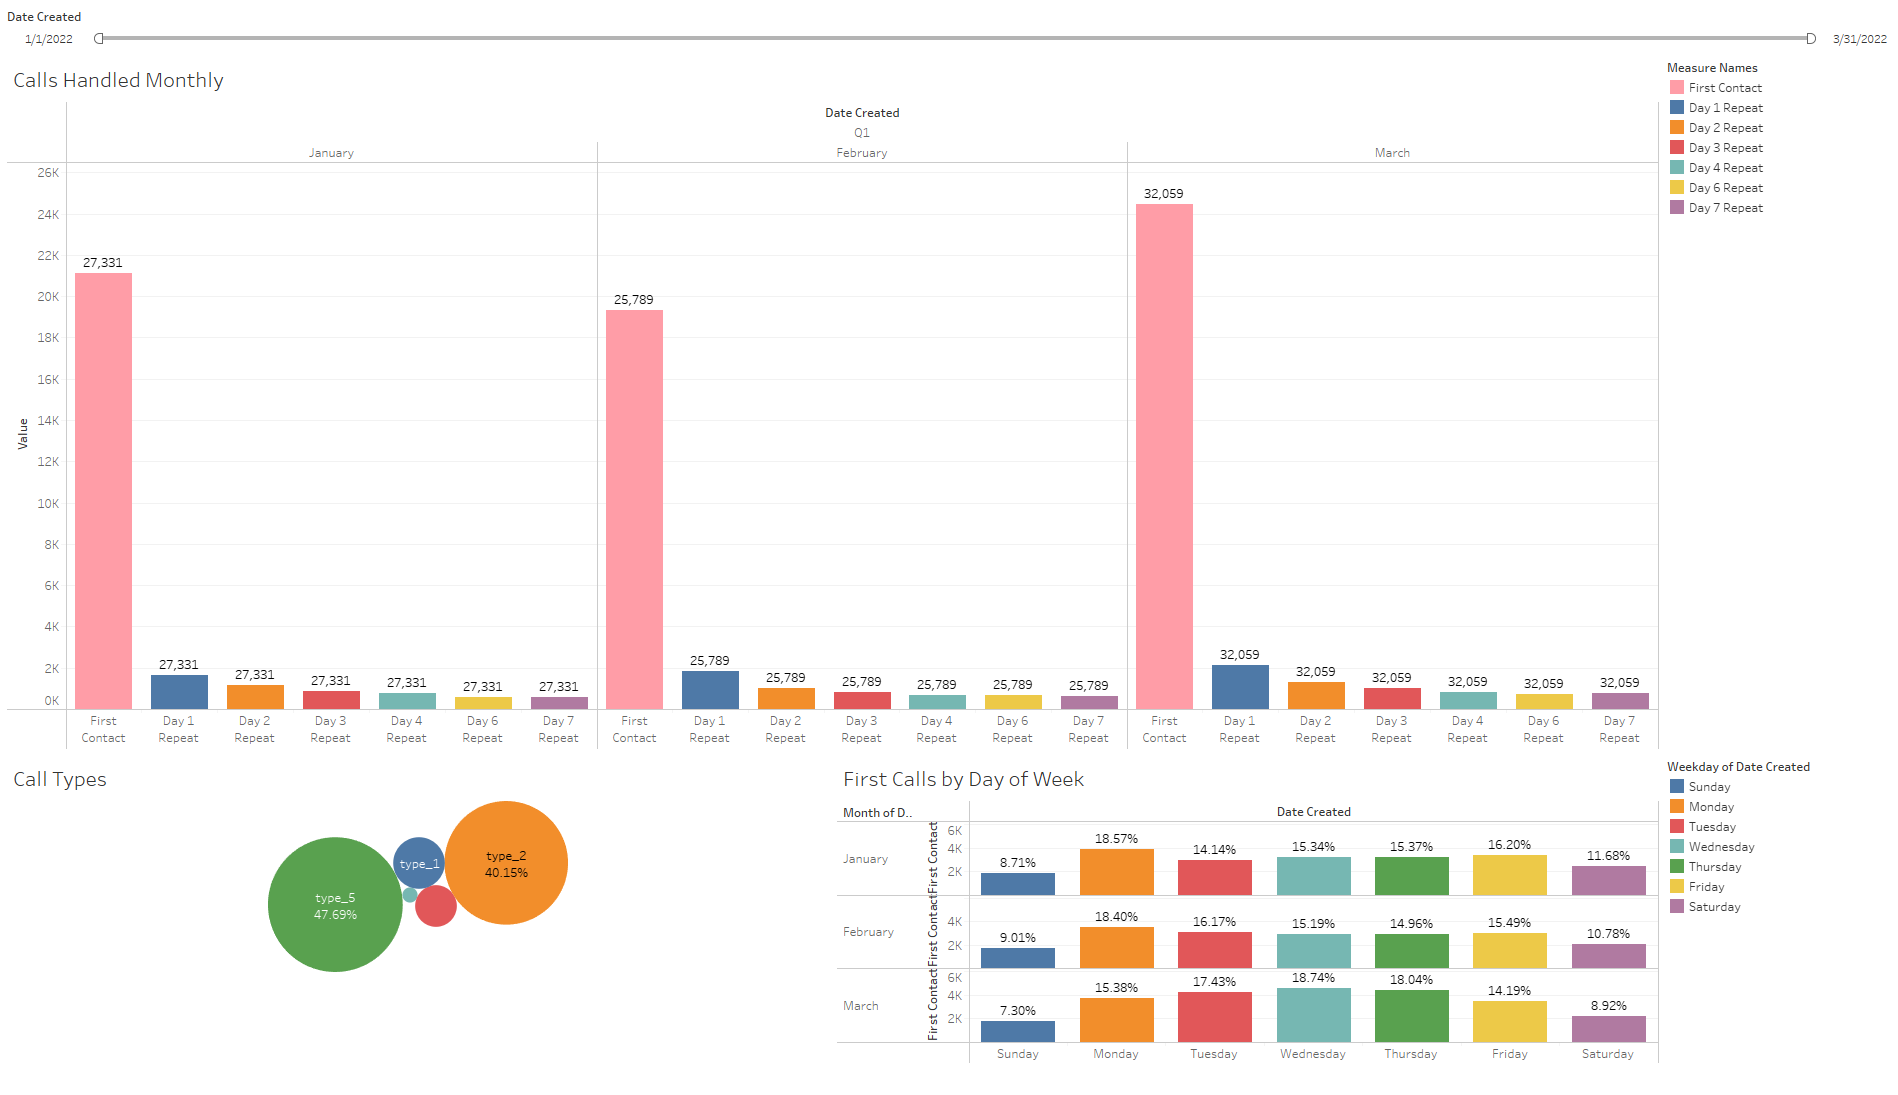 Date Created
1/1/2022
3/31/2022
Calls Handled Monthly
Measure Names
First Contact
Day 1 Repeat
Day 2 Repeat
Day 3 Repeat
Day 4 Repeat
Day 6 Repeat
Day 7 Repeat
Date Created
Q1
January February March
Value
26K
24K
22K
20K
18K
16K
14K
12K
10K
8K
6K
4K
2K
0K
27,331 27,331 27,331 27,331 27,331 27,331 27,331
25,789 25,789 25,789 25,789 25,789 25,789 25,789
32,059 32,059 32,059 32,059 32,059 32,059 32,059
First Day 1 Day 2 Day 3 Day 4 Day 6 Day 7 First Day 1 Day 2 Day 3 Day 4 Day 6 Day 7 First Day 1 Day 2 Day 3 Day 4 Day 6 Day 7
Contact Repeat Repeat Repeat Repeat Repeat Repeat Contact Repeat Repeat Repeat Repeat Repeat Repeat Contact Repeat Repeat Repeat Repeat Repeat Repeat
Call Types
type_5
47.69%
type_1
type_2
40.15%
First Calls by Day of Week
Month of D..
Date Created
January
First Contact
6K
4K
2K
8.71% 18.57% 14.14% 15.34% 15.37% 16.20% 11.68%
February
First Contact
4K
2K
9.01% 18.40% 16.17% 15.19% 14.96% 15.49% 10.78%
March
First Contact
6K
4K
2K
7.30% 15.38% 17.43% 18.74% 18.04% 14.19% 8.92%
Sunday Monday Tuesday Wednesday Thursday Friday Saturday
Weekday of Date Created
Sunday
Monday
Tuesday
Wednesday
Thursday
Friday
Saturday